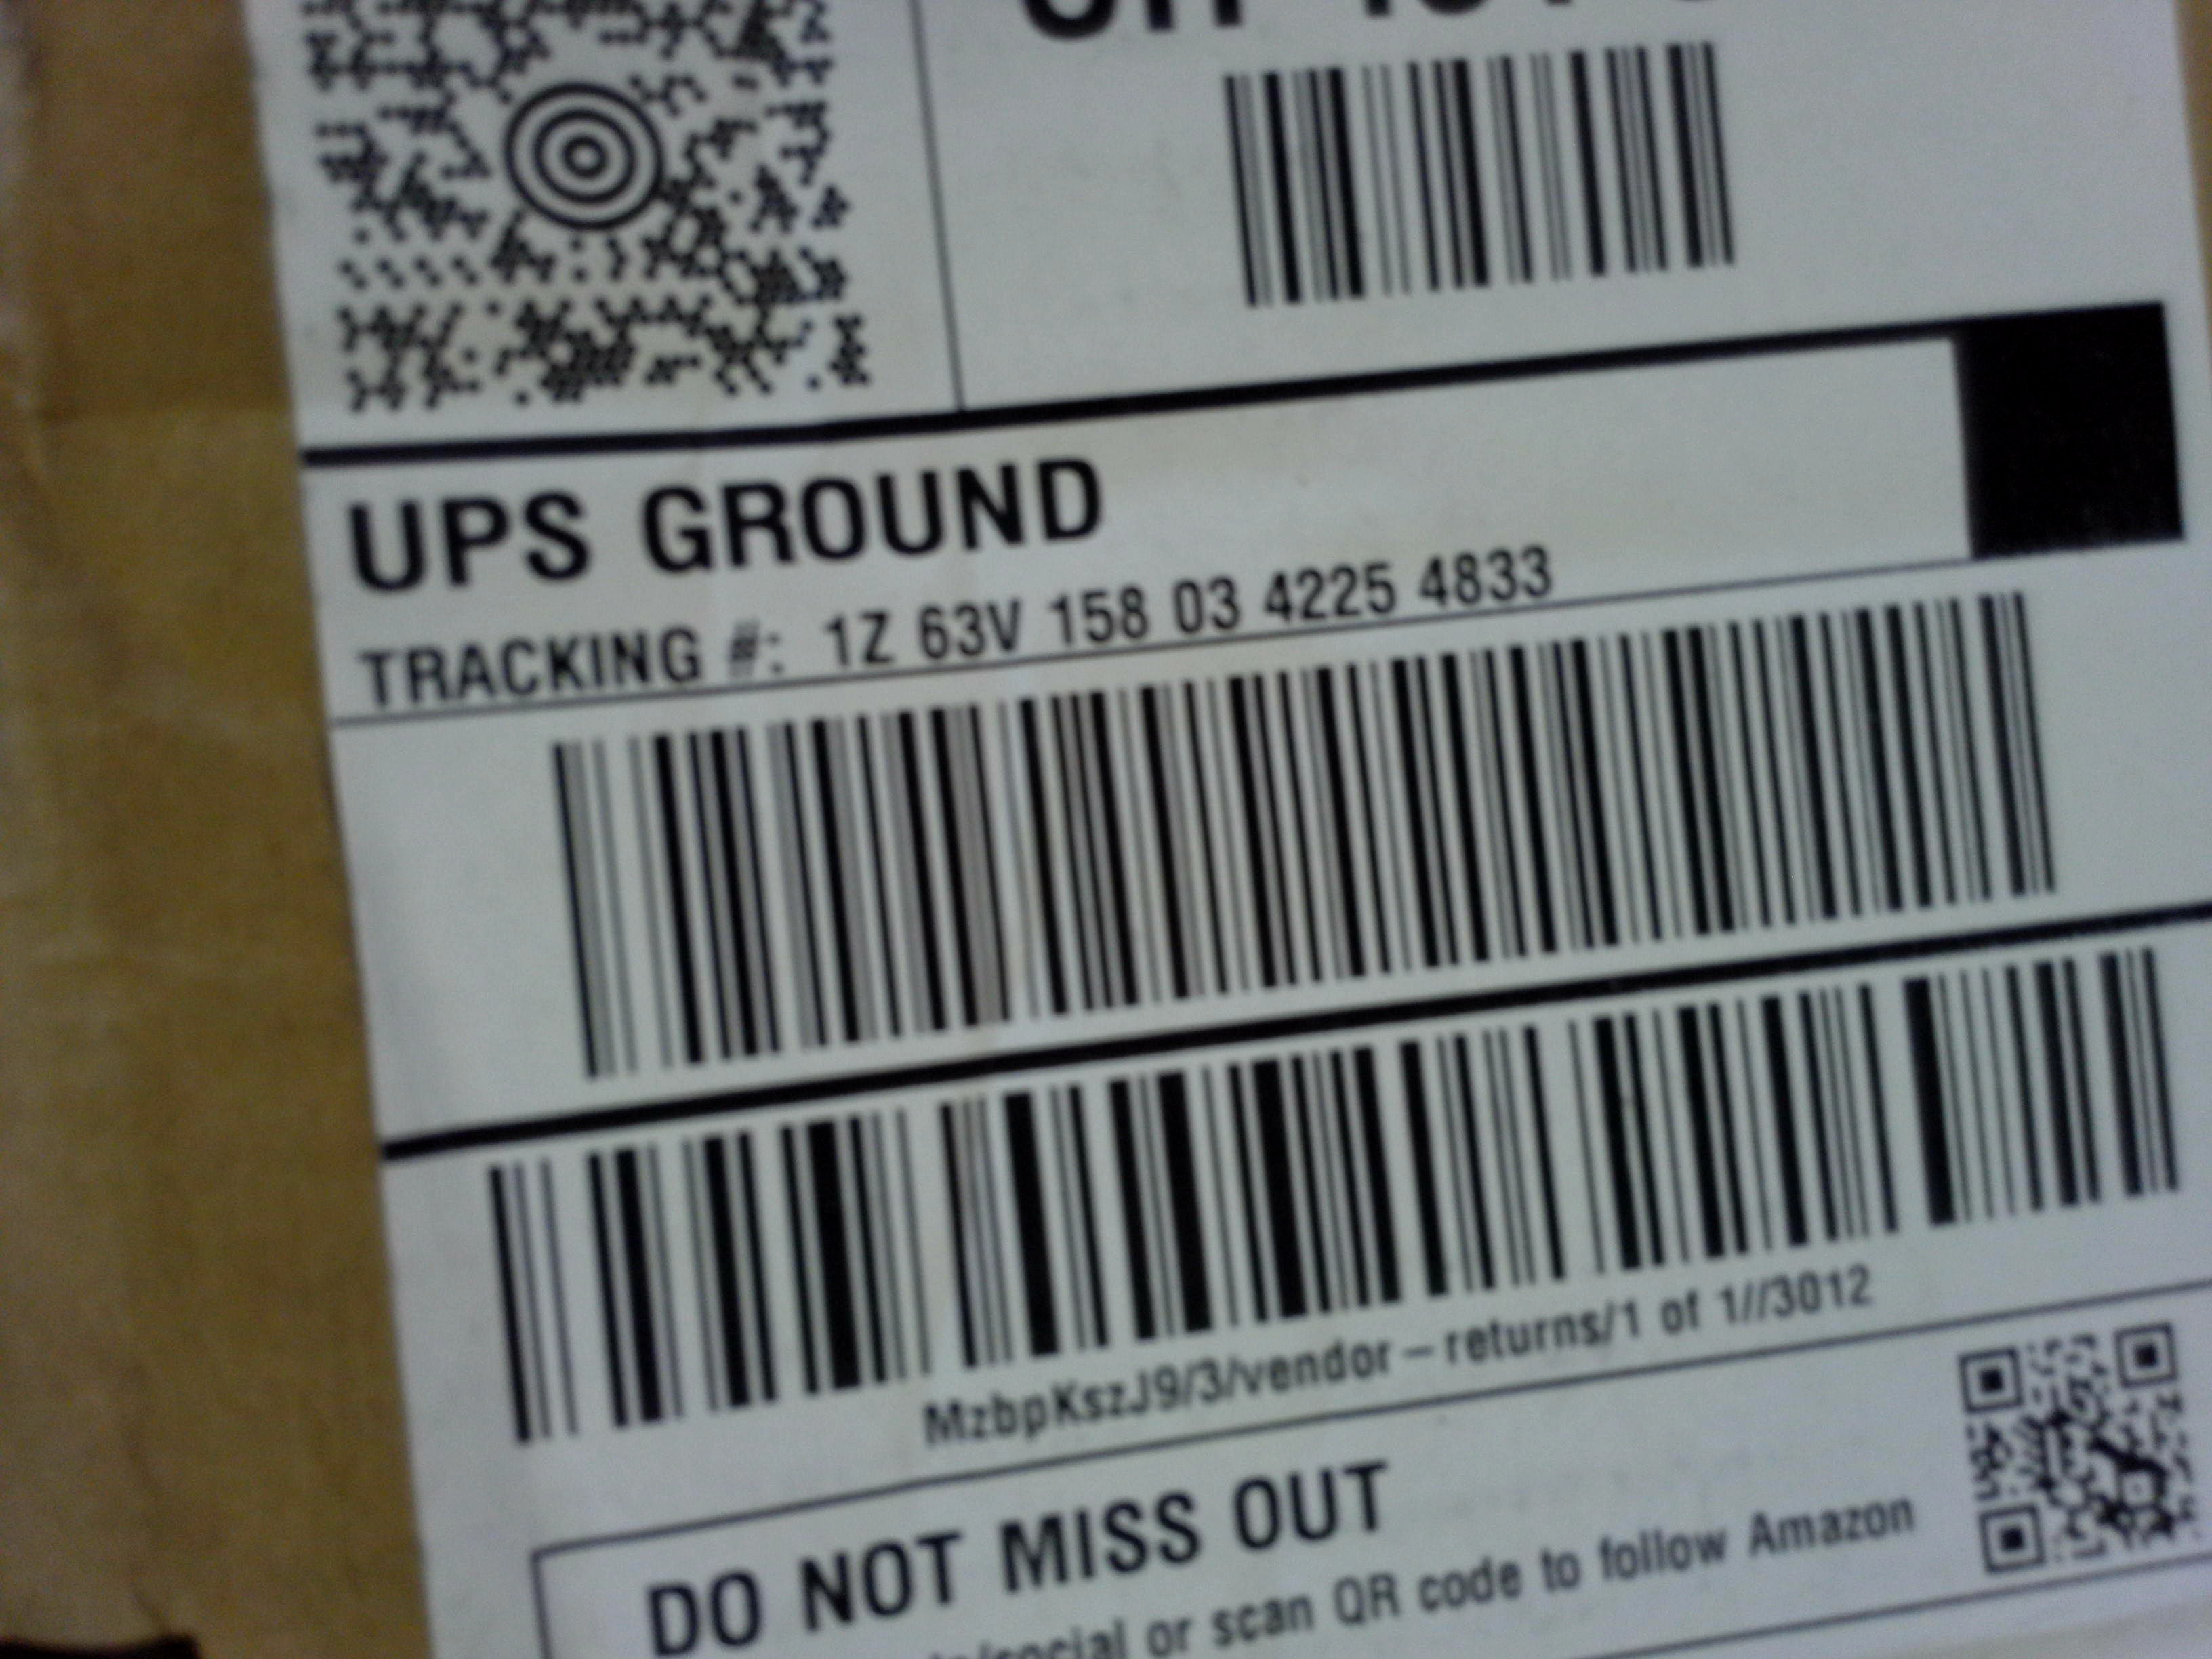 UPS GROUND
TRACKING #: 1Z 63V 158 03 4225 4833
MzbpKszJ9/3/vendor-returns/1 of 1//3012
DO NOT MISS OUT
or scan QR code to follow Amazon